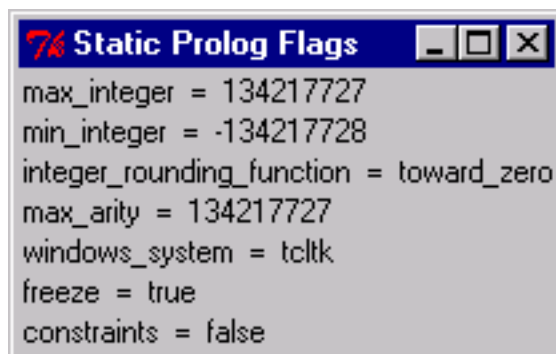 Static Prolog Flags
max_integer = 134217727
min_integer = -134217728
integer_rounding_function = toward_zero
max_arity = 134217727
windows_system = tcltk
freeze = true
constraints = false